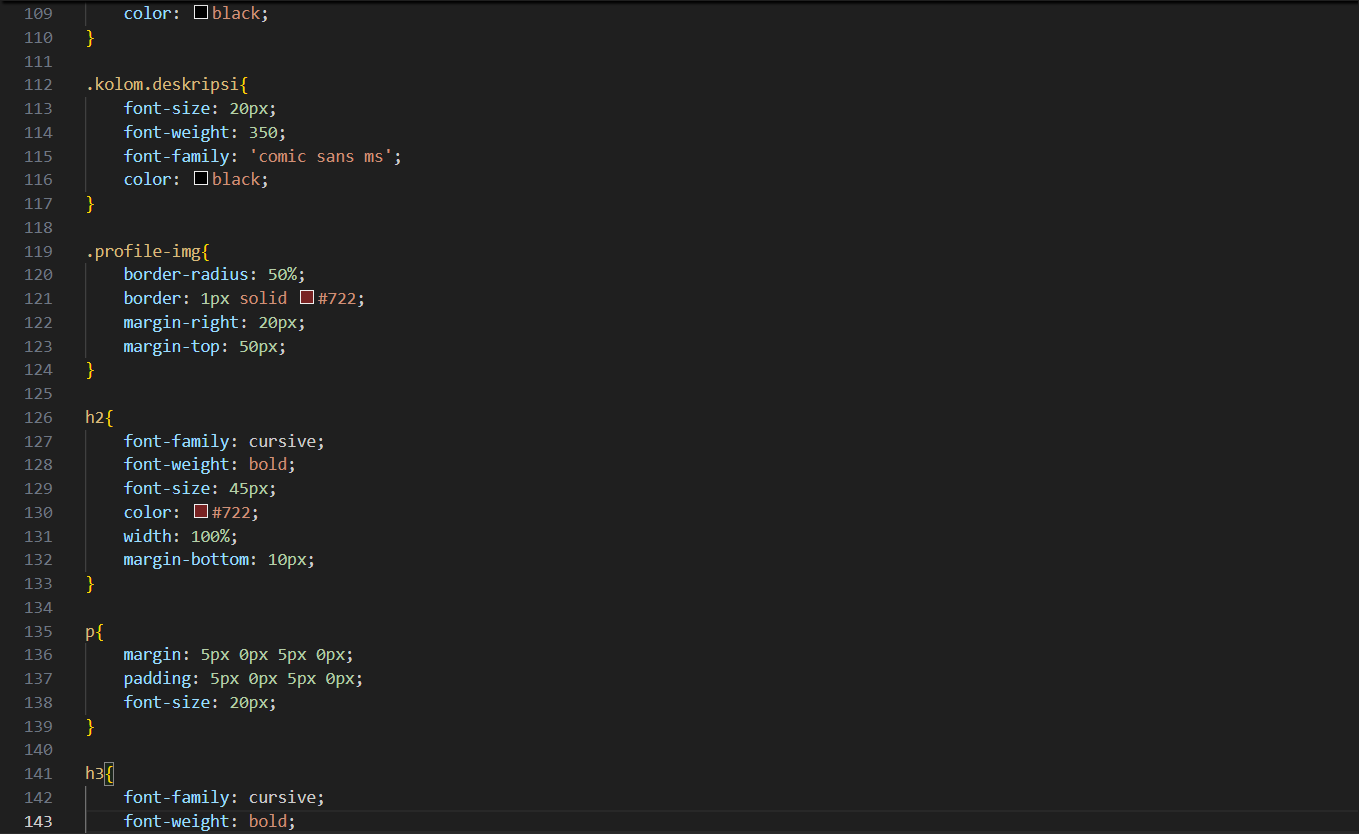 109 color: black;
110 }
111
112 .kolom.deskripsi{
113 font-size: 20px;
114 font-weight: 350;
115 font-family: 'comic sans ms';
116 color: black;
117 }
118
119 .profile-img{
120 border-radius: 50%;
121 border: 1px solid #722;
122 margin-right: 20px;
123 margin-top: 50px;
124 }
125
126 h2{
127 font-family: cursive;
128 font-weight: bold;
129 font-size: 45px;
130 color: #722;
131 width: 100%;
132 margin-bottom: 10px;
133 }
134
135 p{
136 margin: 5px 0px 5px 0px;
137 padding: 5px 0px 5px 0px;
138 font-size: 20px;
139 }
140
141 h3{
142 font-family: cursive;
143 font-weight: bold;